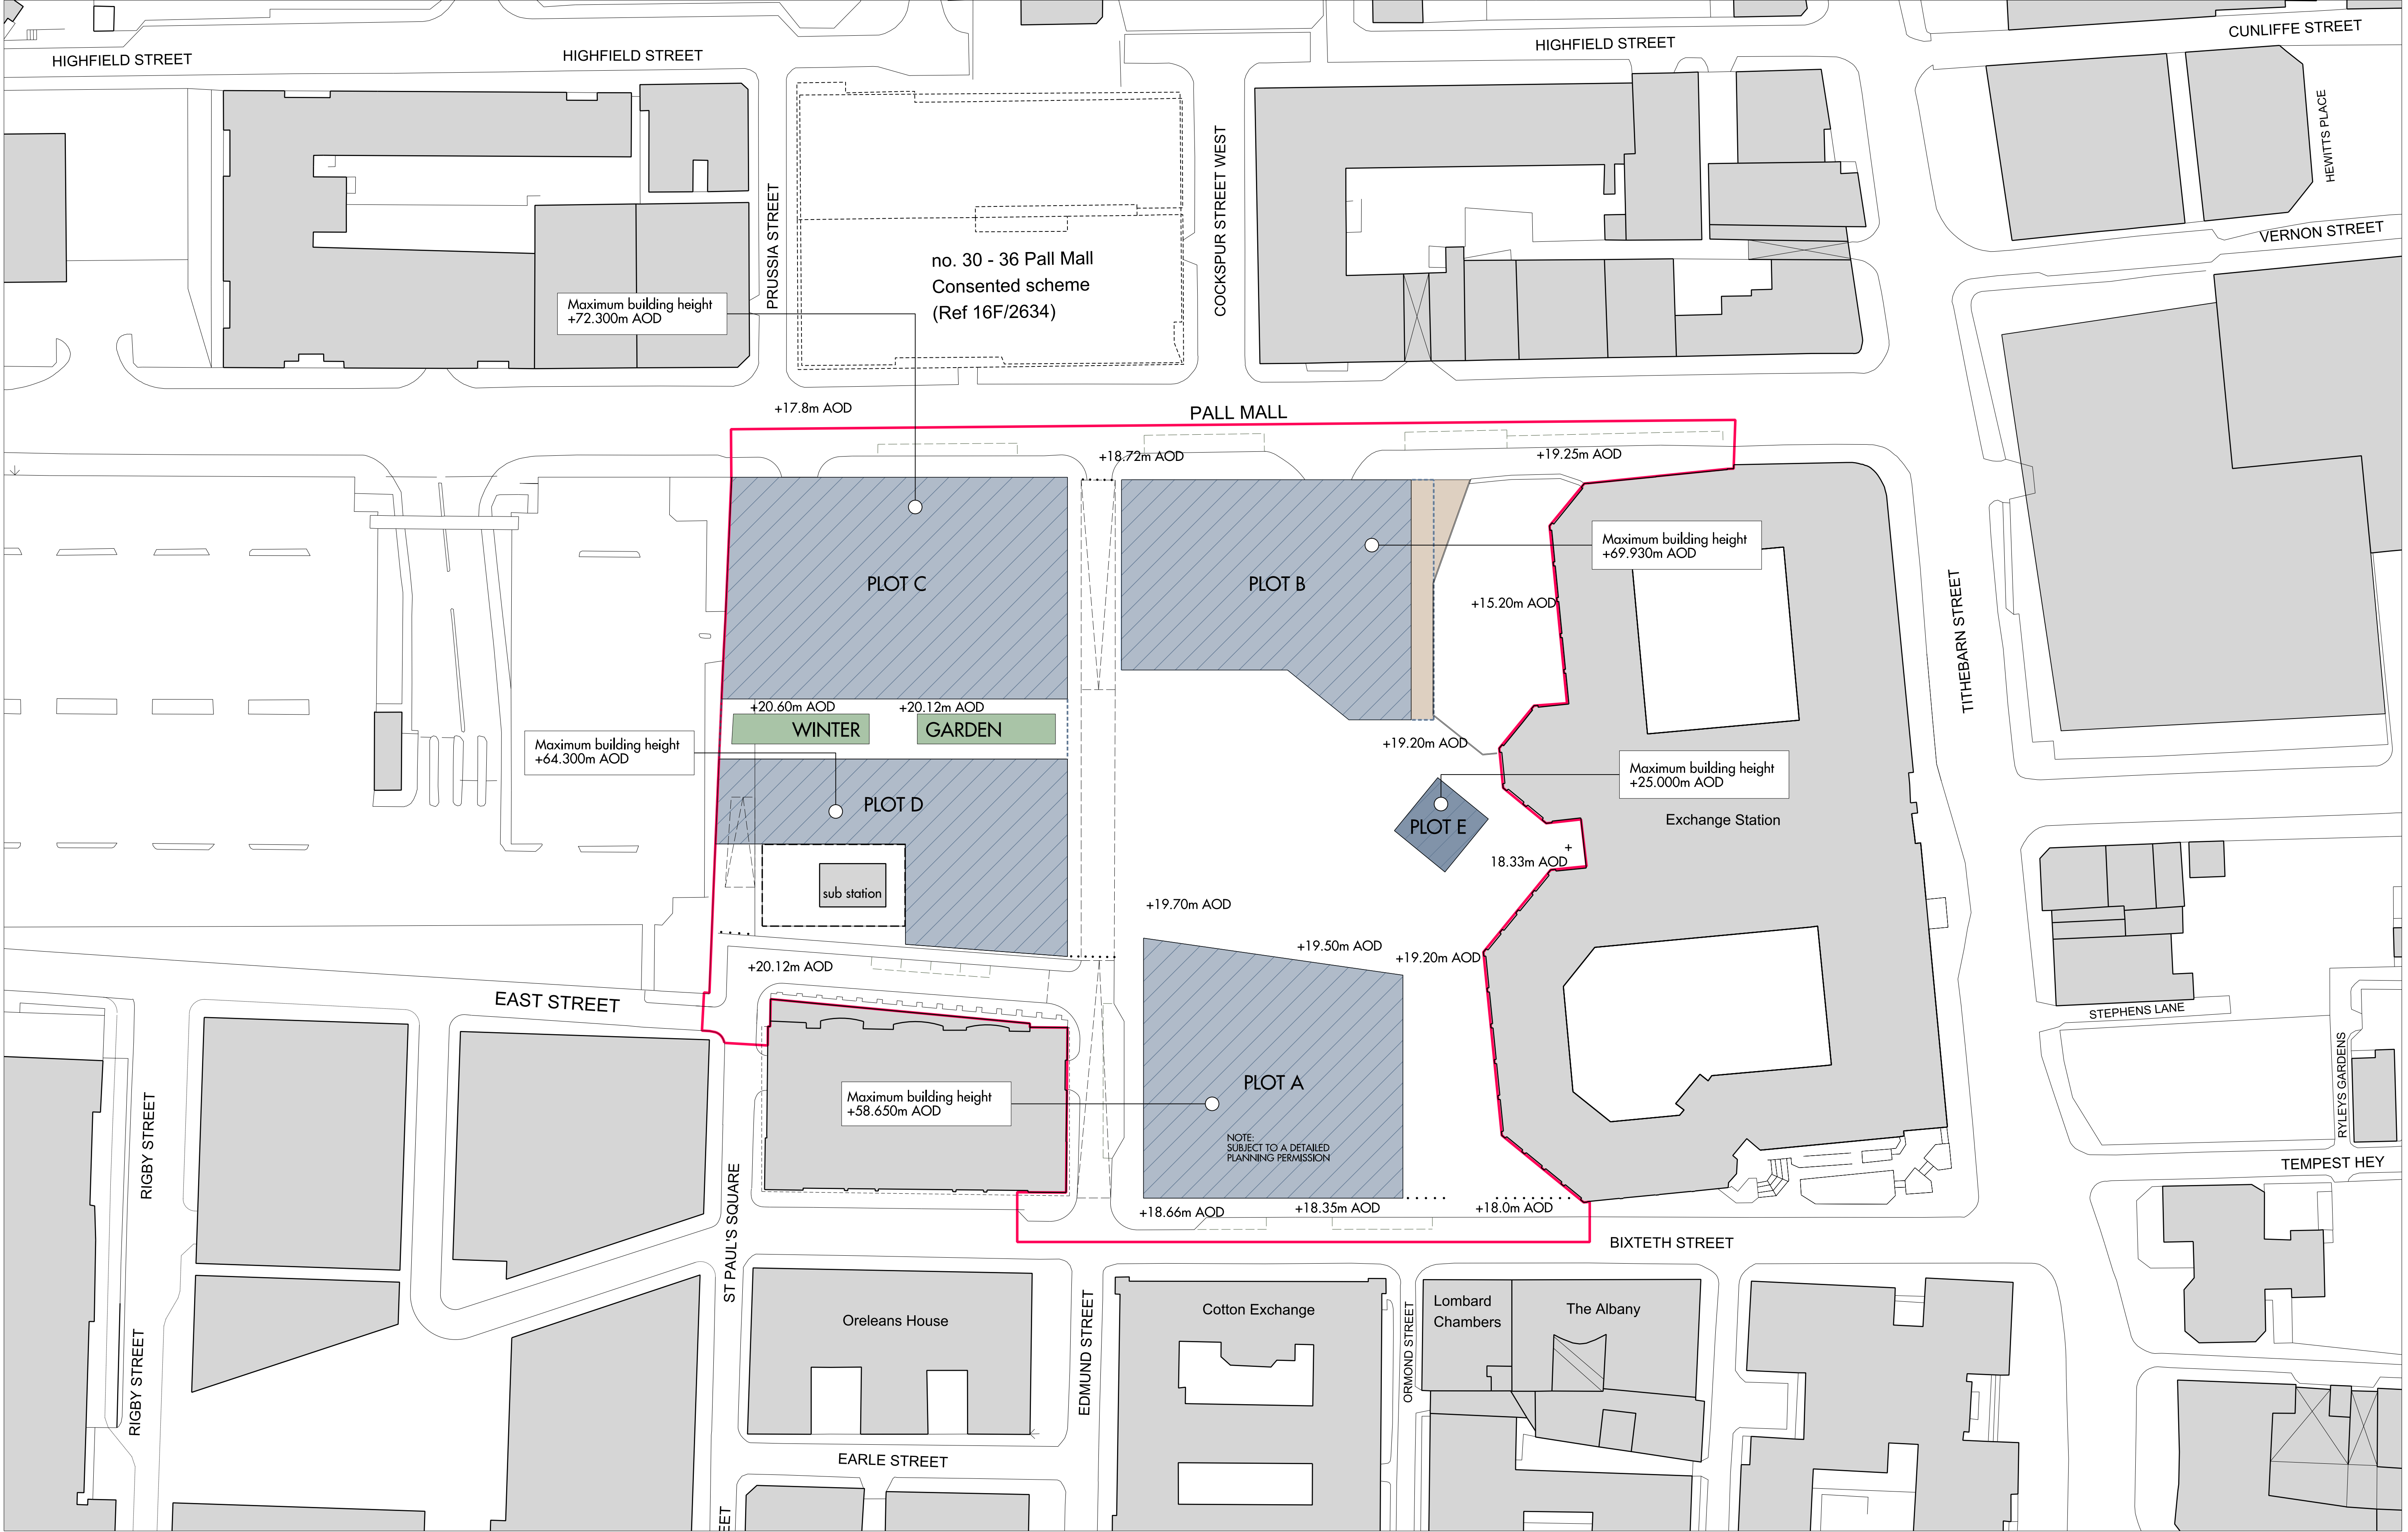 HIGHFIELD STREET
HIGHFIELD STREET
HIGHFIELD STREET
CUNLIFFE STREET
HEWITTS PLACE
VERNON STREET
PRUSSIA STREET
COCKSPUR STREET WEST
no. 30 - 36 Pall Mall
Consented scheme
(Ref 16F/2634)
Maximum building height
+72.300m AOD
+17.8m AOD
PALL MALL
+18.72m AOD
+19.25m AOD
Maximum building height
+69.930m AOD
PLOT C
PLOT B
+15.20m AOD
TITHEBARN STREET
+20.60m AOD
+20.12m AOD
WINTER
GARDEN
Maximum building height
+64.300m AOD
+19.20m AOD
Maximum building height
+25.000m AOD
PLOT D
PLOT E
Exchange Station
+
18.33m AOD
sub station
+19.70m AOD
+19.50m AOD
+19.20m AOD
+20.12m AOD
EAST STREET
STEPHENS LANE
RYLEYS GARDENS
RIGBY STREET
Maximum building height
+58.650m AOD
PLOT A
NOTE:
SUBJECT TO A DETAILED
PLANNING PERMISSION
TEMPEST HEY
ST PAUL'S SQUARE
+18.66m AOD
+18.35m AOD
+18.0m AOD
BIXTETH STREET
RIGBY STREET
Oreleans House
EDMUND STREET
Cotton Exchange
ORMOND STREET
Lombard
Chambers
The Albany
EARLE STREET
EET